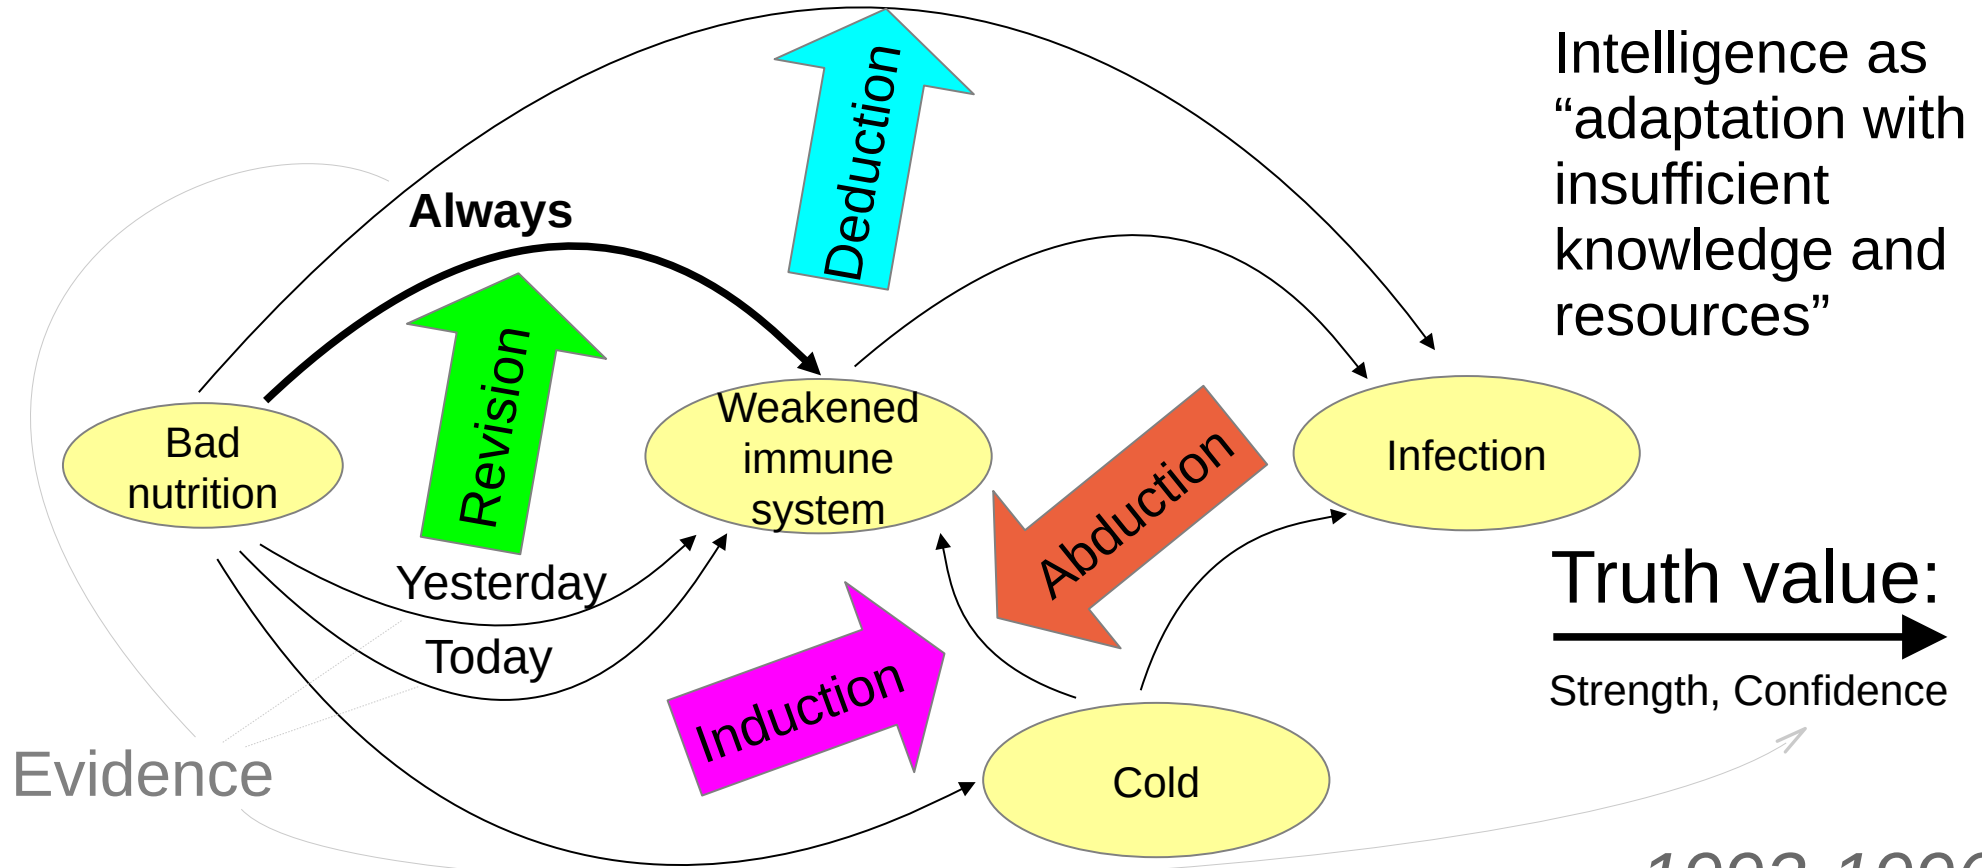 Intelligence as
“adaptation with
insufficient
knowledge and
resources”
Deduction
Always
Revision
Bad
nutrition
Weakened
immune
system
Abduction
Infection
Yesterday
Today
Induction
Truth value:
Strength, Confidence
Evidence
Cold